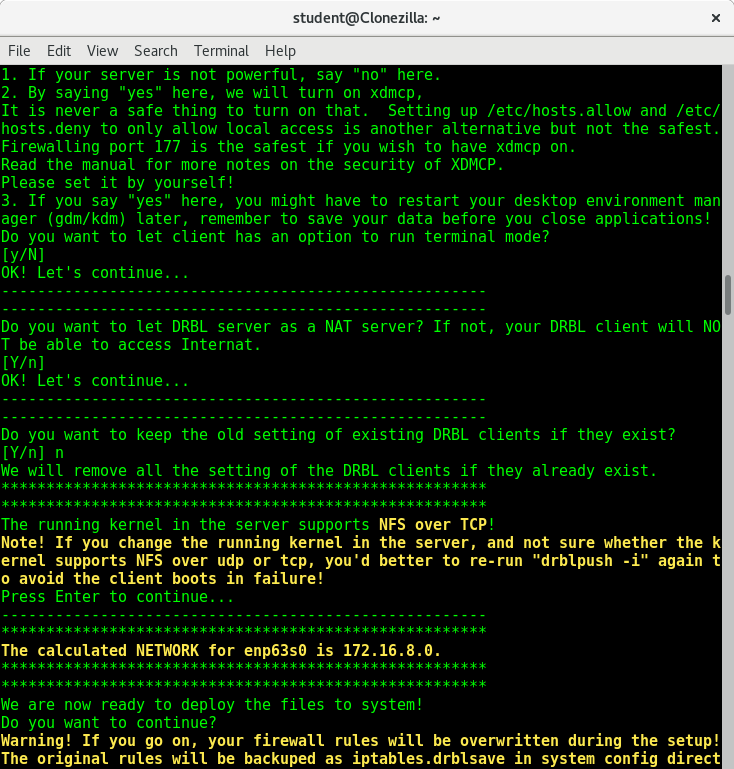 student@Clonezilla: ~
×
File Edit View Search Terminal Help
1. If your server is not powerful, say "no" here.
2. By saying "yes" here, we will turn on xdmcp,
It is never a safe thing to turn on that.  Setting up /etc/hosts.allow and /etc/
hosts.deny to only allow local access is another alternative but not the safest.
Firewalling port 177 is the safest if you wish to have xdmcp on.
Read the manual for more notes on the security of XDMCP.
Please set it by yourself!
3. If you say "yes" here, you might have to restart your desktop environment man
ager (gdm/kdm) later, remember to save your data before you close applications!
Do you want to let client has an option to run terminal mode?
[y/N]
OK! Let's continue...
------------------------------------------------------
------------------------------------------------------
Do you want to let DRBL server as a NAT server? If not, your DRBL client will NO
T be able to access Internat.
[Y/n]
OK! Let's continue...
------------------------------------------------------
------------------------------------------------------
Do you want to keep the old setting of existing DRBL clients if they exist?
[Y/n] n
We will remove all the setting of the DRBL clients if they already exist.
******************************************************
******************************************************
The running kernel in the server supports NFS over TCP!
Note! If you change the running kernel in the server, and not sure whether the k
ernel supports NFS over udp or tcp, you'd better to re-run "drblpush -i" again t
o avoid the client boots in failure!
Press Enter to continue...
------------------------------------------------------
******************************************************
The calculated NETWORK for enp63s0 is 172.16.8.0.
******************************************************
******************************************************
We are now ready to deploy the files to system!
Do you want to continue?
Warning! If you go on, your firewall rules will be overwritten during the setup!
The original rules will be backuped as iptables.drblsave in system config direct